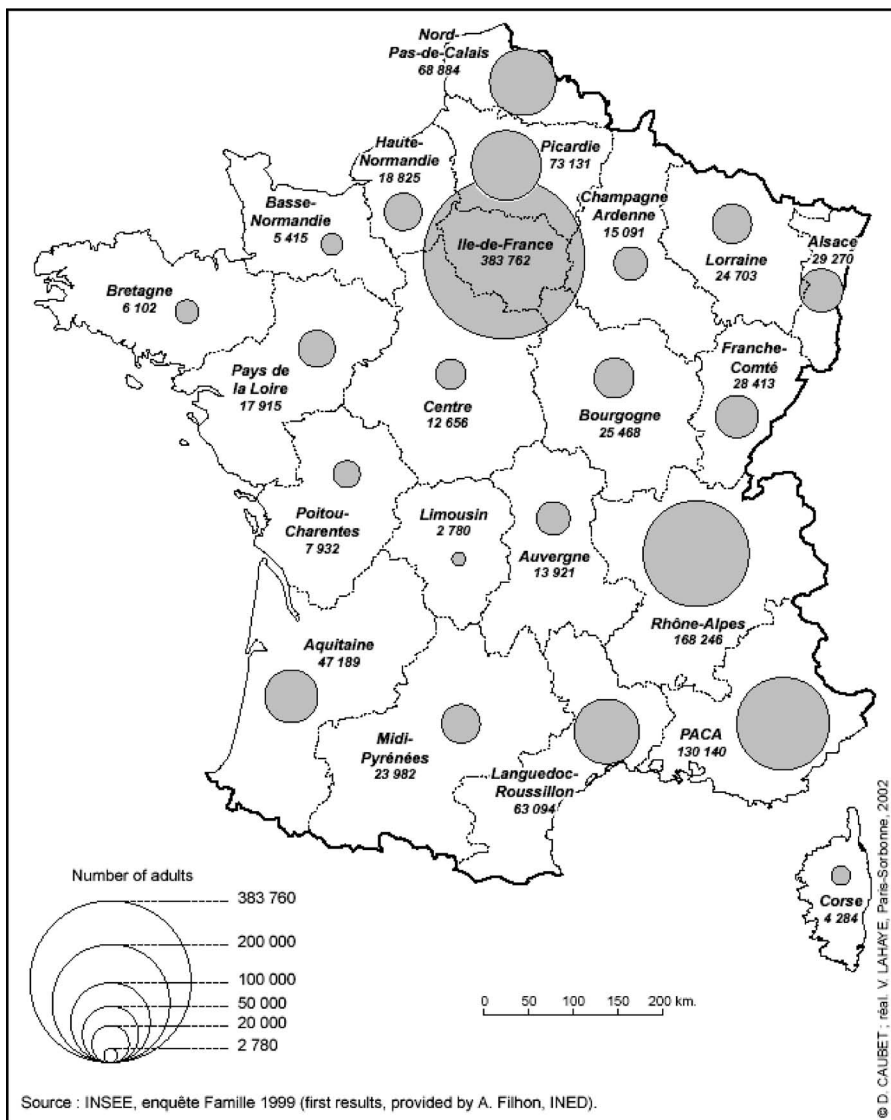 Nord-
Pas-de-Calais
68 884
Haute-
Normandie
18 825
Picardie
73 131
Basse-
Normandie
5 415
Champagne
Ardenne
15 091
Ile-de-France
383 762
Lorraine
24 703
Alsace
29 270
Bretagne
6 102
Pays de
la Loire
17 915
Centre
12 656
Bourgogne
25 468
Franche-
Comté
28 413
Poitou-
Charentes
7 932
Limousin
2 780
Auvergne
13 921
Rhône-Alpes
168 246
Aquitaine
47 189
Midi-
Pyrénées
23 982
Languedoc-
Roussillon
63 094
PACA
130 140
Corse
4 284
Number of adults
383 760
200 000
100 000
50 000
20 000
2 780
0 50 100 150 200 km.
Source : INSEE, enquête Famille 1999 (first results, provided by A. Filhon, INED).
© D. CAUBET ; réal. V. LAHAYE, Paris-Sorbonne, 2002